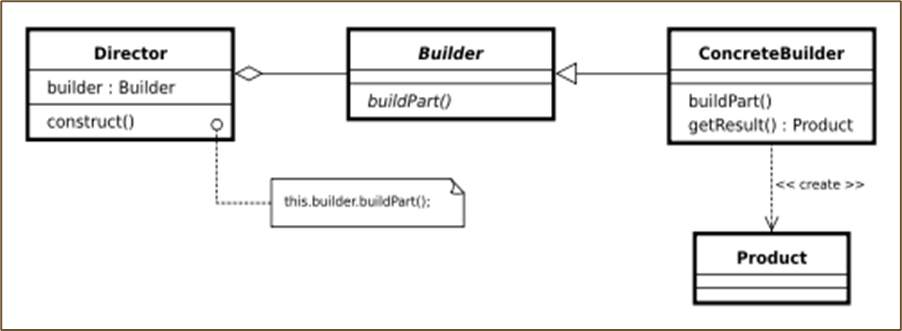 Director
builder : Builder
construct()
this.builder.buildPart();
Builder
buildPart()
ConcreteBuilder
buildPart()
getResult() : Product
<< create >>
Product